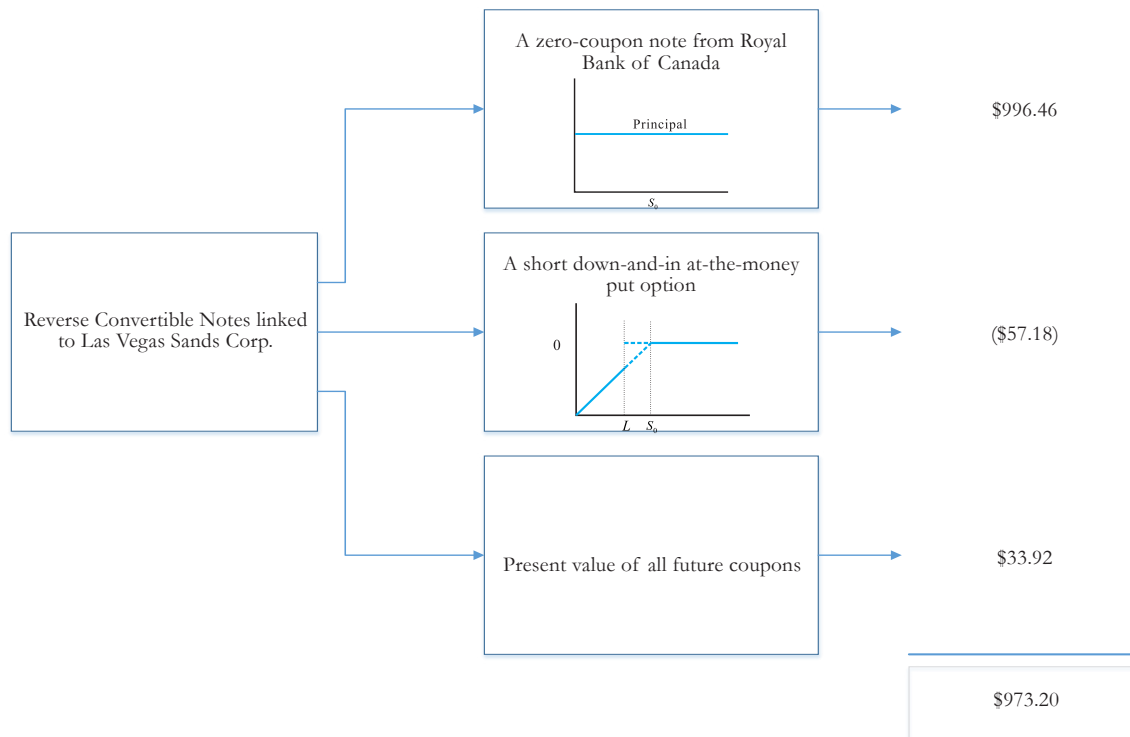 A zero-coupon note from Royal
Bank of Canada
Principal
S₀
$996.46
Reverse Convertible Notes linked
to Las Vegas Sands Corp.
A short down-and-in at-the-money
put option
0
L S₀
($57.18)
Present value of all future coupons
$33.92
$973.20